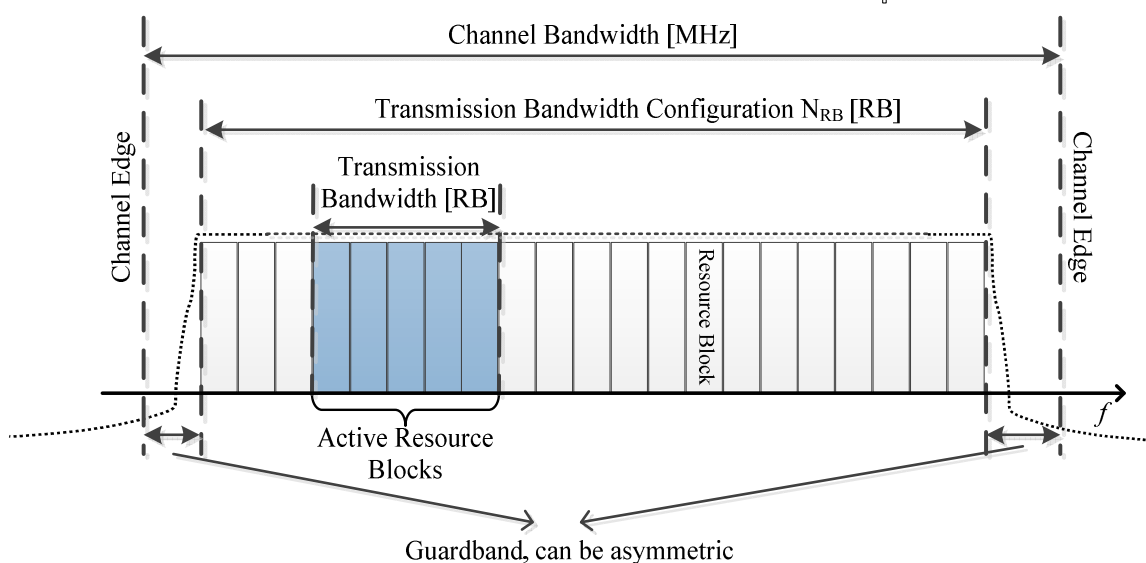 Channel Bandwidth [MHz]
Transmission Bandwidth Configuration NRB [RB]
Transmission
Bandwidth [RB]
Channel Edge
Channel Edge
Resource Block
f
Active Resource
Blocks
Guardband, can be asymmetric